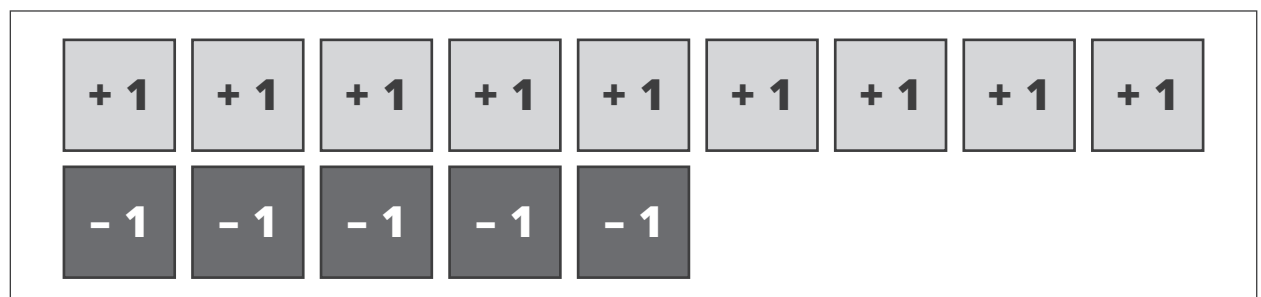 + 1 + 1 + 1 + 1 + 1 + 1 + 1 + 1 + 1
– 1 – 1 – 1 – 1 – 1